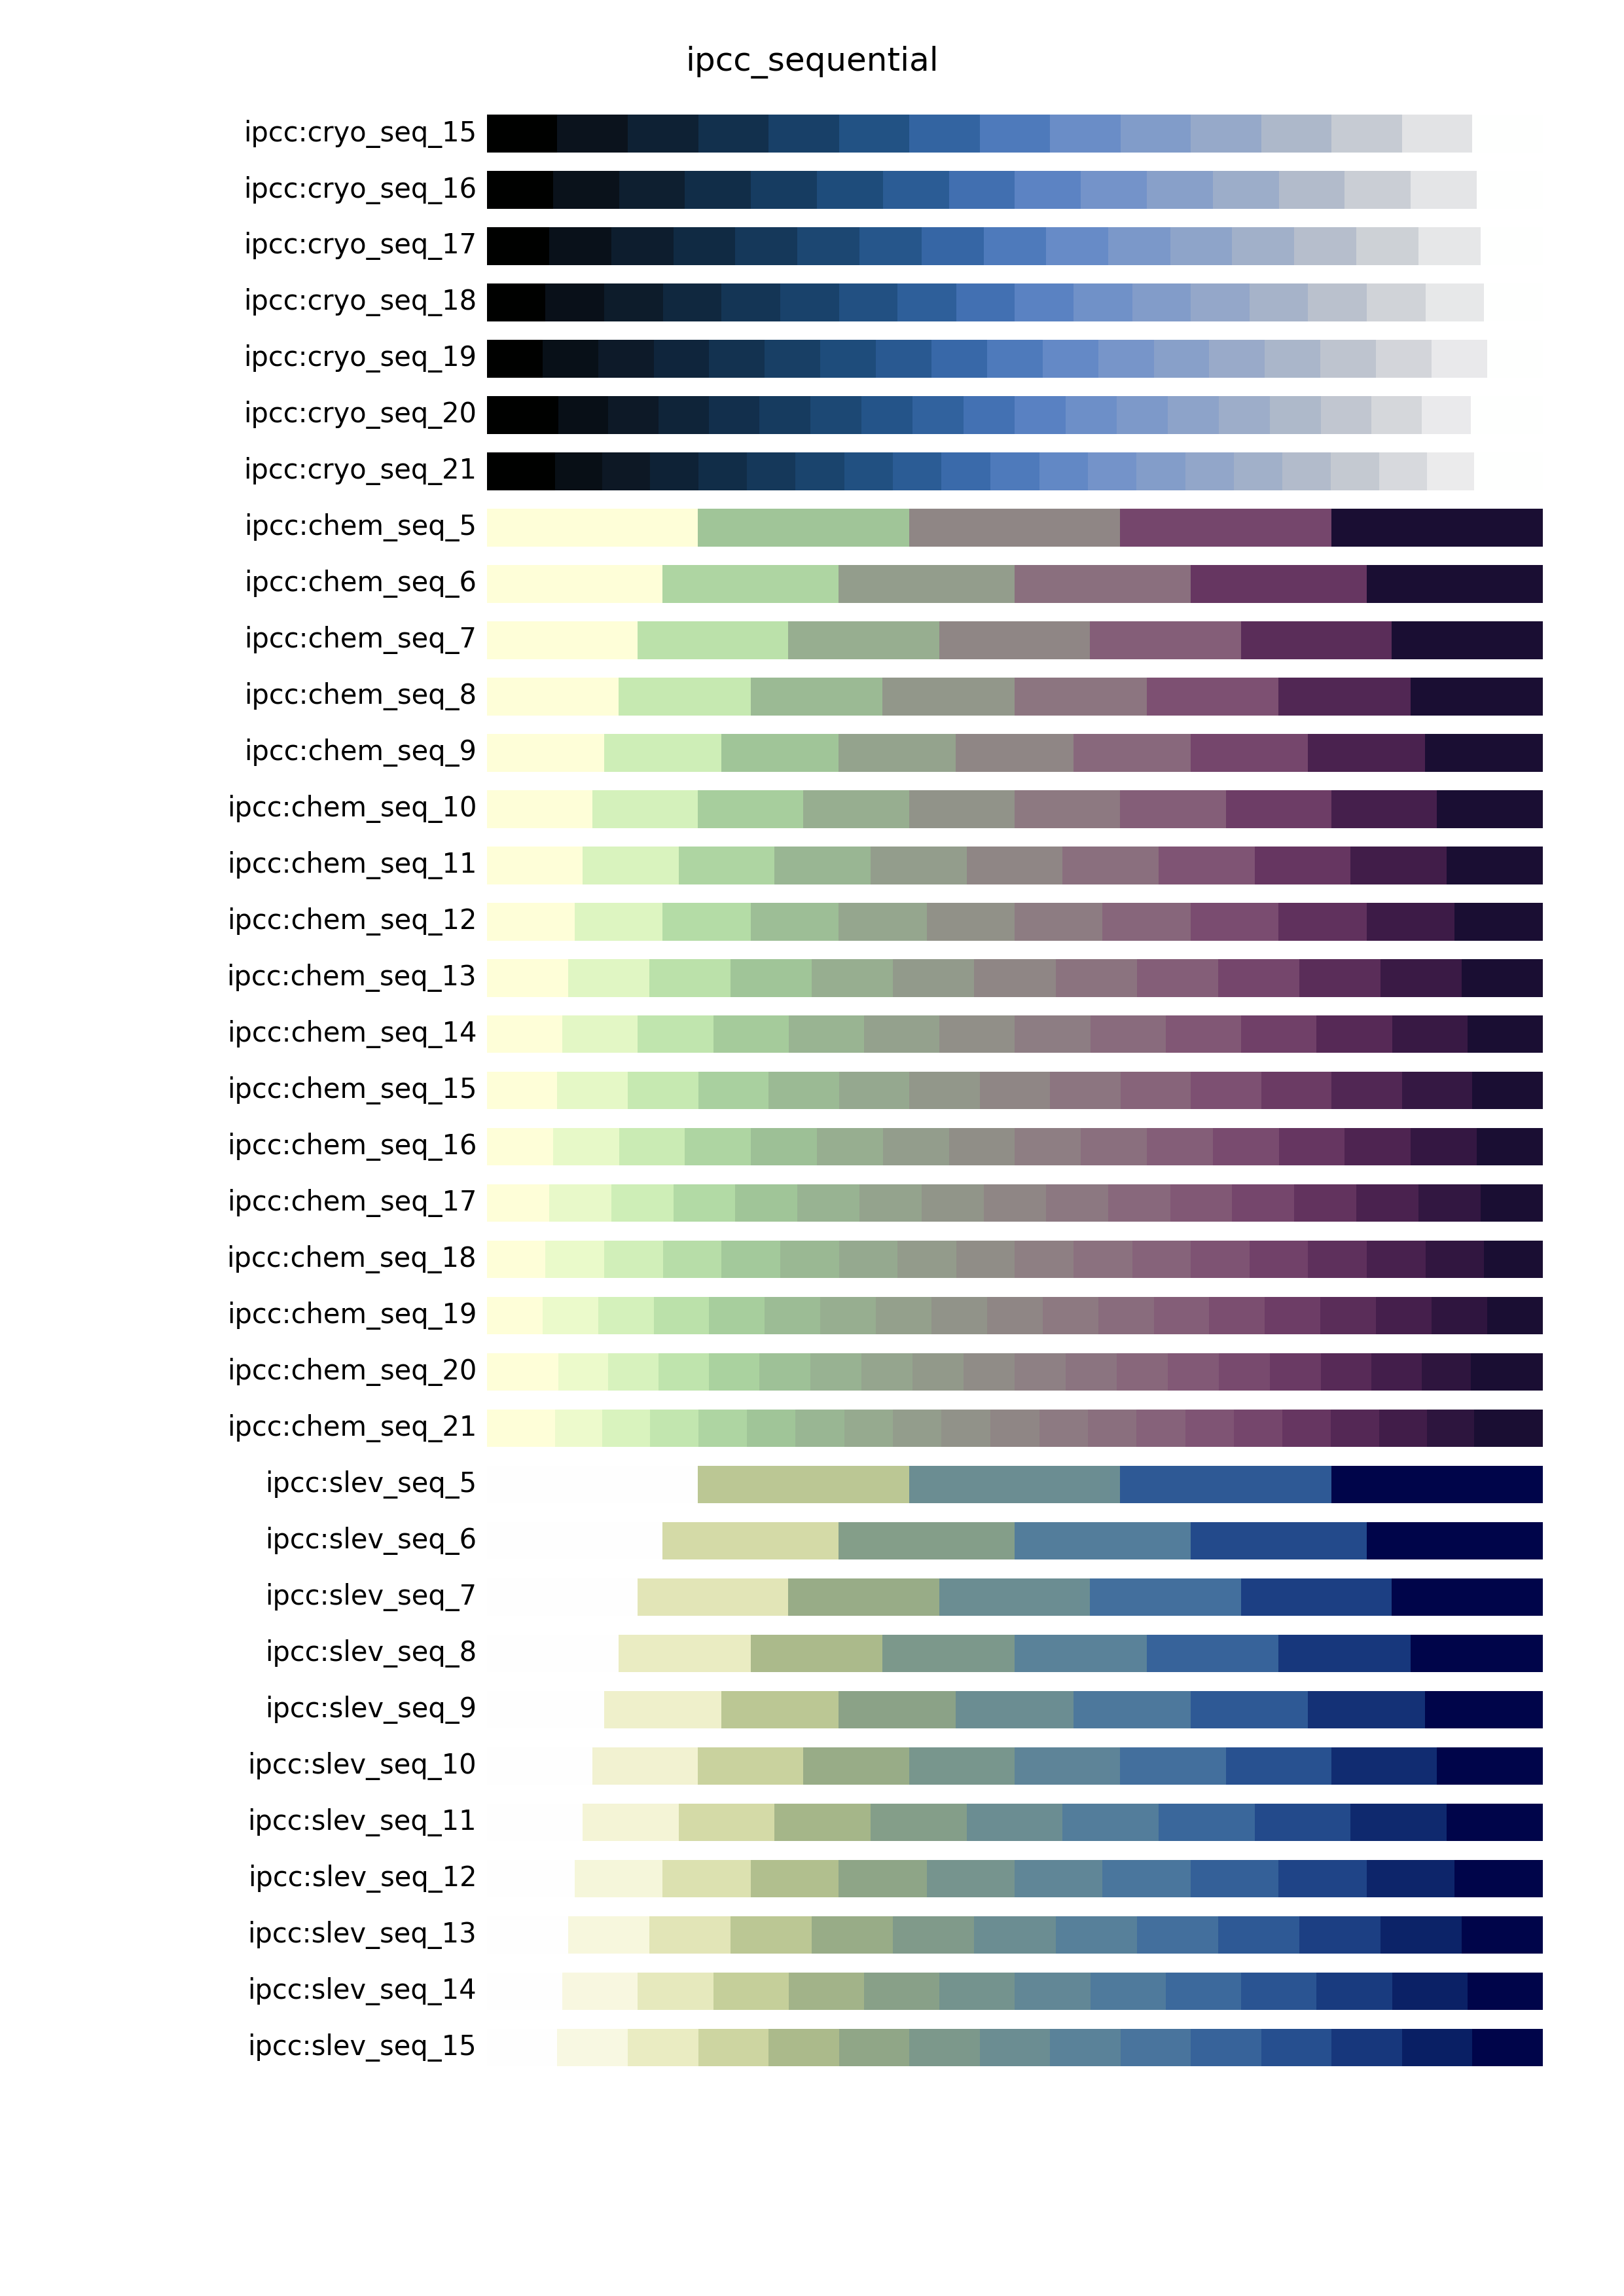 ipcc_sequential
ipcc:cryo_seq_15
ipcc:cryo_seq_16
ipcc:cryo_seq_17
ipcc:cryo_seq_18
ipcc:cryo_seq_19
ipcc:cryo_seq_20
ipcc:cryo_seq_21
ipcc:chem_seq_5
ipcc:chem_seq_6
ipcc:chem_seq_7
ipcc:chem_seq_8
ipcc:chem_seq_9
ipcc:chem_seq_10
ipcc:chem_seq_11
ipcc:chem_seq_12
ipcc:chem_seq_13
ipcc:chem_seq_14
ipcc:chem_seq_15
ipcc:chem_seq_16
ipcc:chem_seq_17
ipcc:chem_seq_18
ipcc:chem_seq_19
ipcc:chem_seq_20
ipcc:chem_seq_21
ipcc:slev_seq_5
ipcc:slev_seq_6
ipcc:slev_seq_7
ipcc:slev_seq_8
ipcc:slev_seq_9
ipcc:slev_seq_10
ipcc:slev_seq_11
ipcc:slev_seq_12
ipcc:slev_seq_13
ipcc:slev_seq_14
ipcc:slev_seq_15